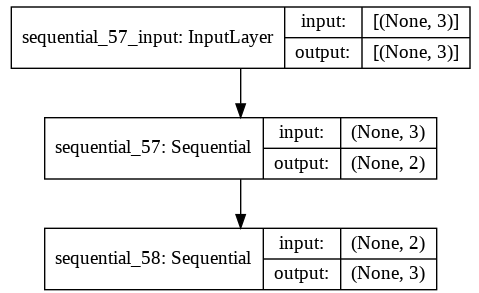 sequential_57_input: InputLayer
input: [(None, 3)]
output: [(None, 3)]
sequential_57: Sequential
input: (None, 3)
output: (None, 2)
sequential_58: Sequential
input: (None, 2)
output: (None, 3)